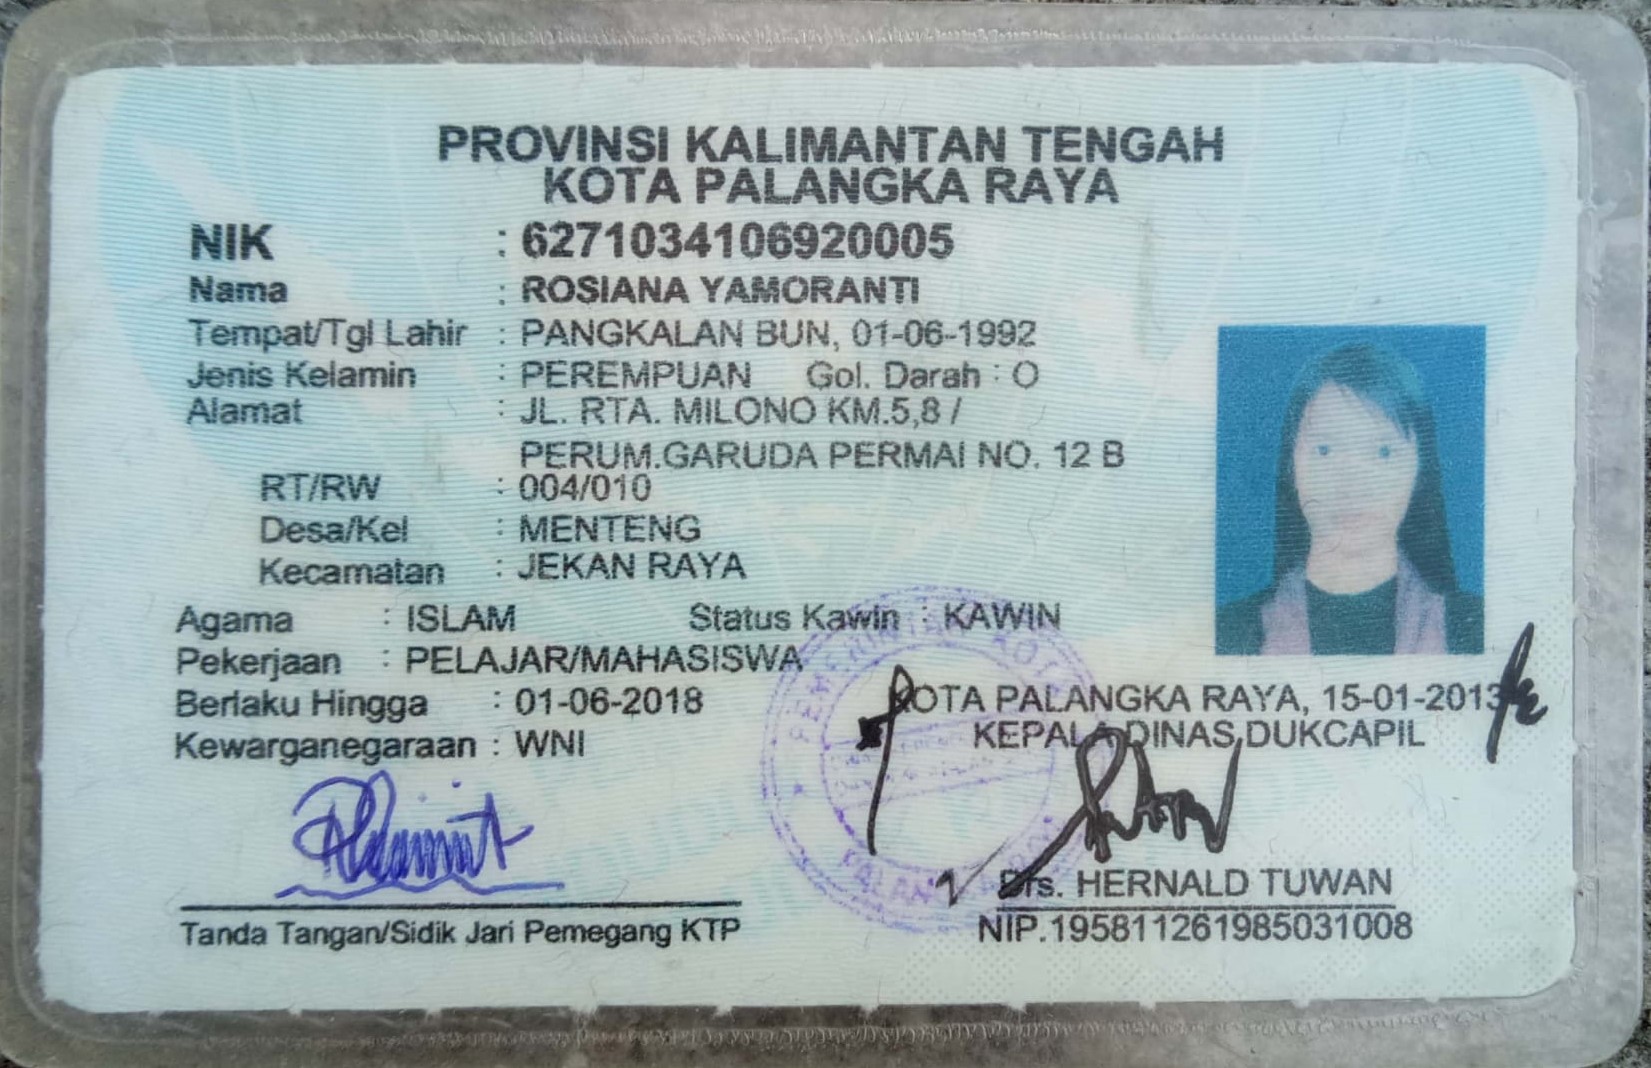 PROVINSI KALIMANTAN TENGAH
KOTA PALANGKA RAYA
NIK : 6271034106920005
Nama : ROSIANA YAMORANTI
Tempat/Tgl Lahir : PANGKALAN BUN, 01-06-1992
Jenis Kelamin : PEREMPUAN Gol. Darah : O
Alamat : JL. RTA. MILONO KM.5,8 /
PERUM.GARUDA PERMAI NO. 12 B
RT/RW : 004/010
Desa/Kel : MENTENG
Kecamatan : JEKAN RAYA
Agama : ISLAM Status Kawin : KAWIN
Pekerjaan : PELAJAR/MAHASISWA
Berlaku Hingga : 01-06-2018
Kewarganegaraan : WNI
KOTA PALANGKA RAYA, 15-01-2013
KEPALA DINAS DUKCAPIL
PEMERINTAH KOTA
Drs. HERNALD TUWAN
NIP.195811261985031008
Tanda Tangan/Sidik Jari Pemegang KTP